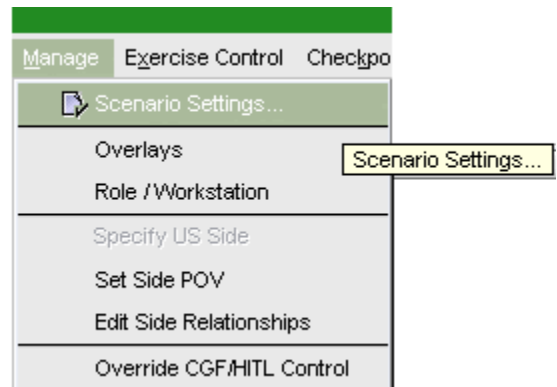 Manage Exercise Control Checkpo
Scenario Settings...
Overlays
Scenario Settings...
Role / Workstation
Specify US Side
Set Side POV
Edit Side Relationships
Override CGF/HITL Control